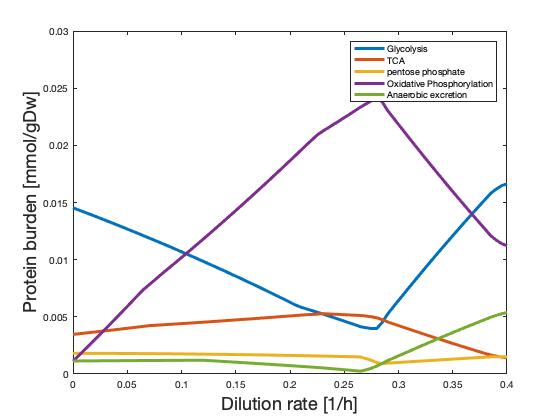 0.03
0.025
0.02
0.015
0.01
0.005
0
Protein burden [mmol/gDw]
Glycolysis
TCA
pentose phosphate
Oxidative Phosphorylation
Anaerobic excretion
0 0.05 0.1 0.15 0.2 0.25 0.3 0.35 0.4
Dilution rate [1/h]